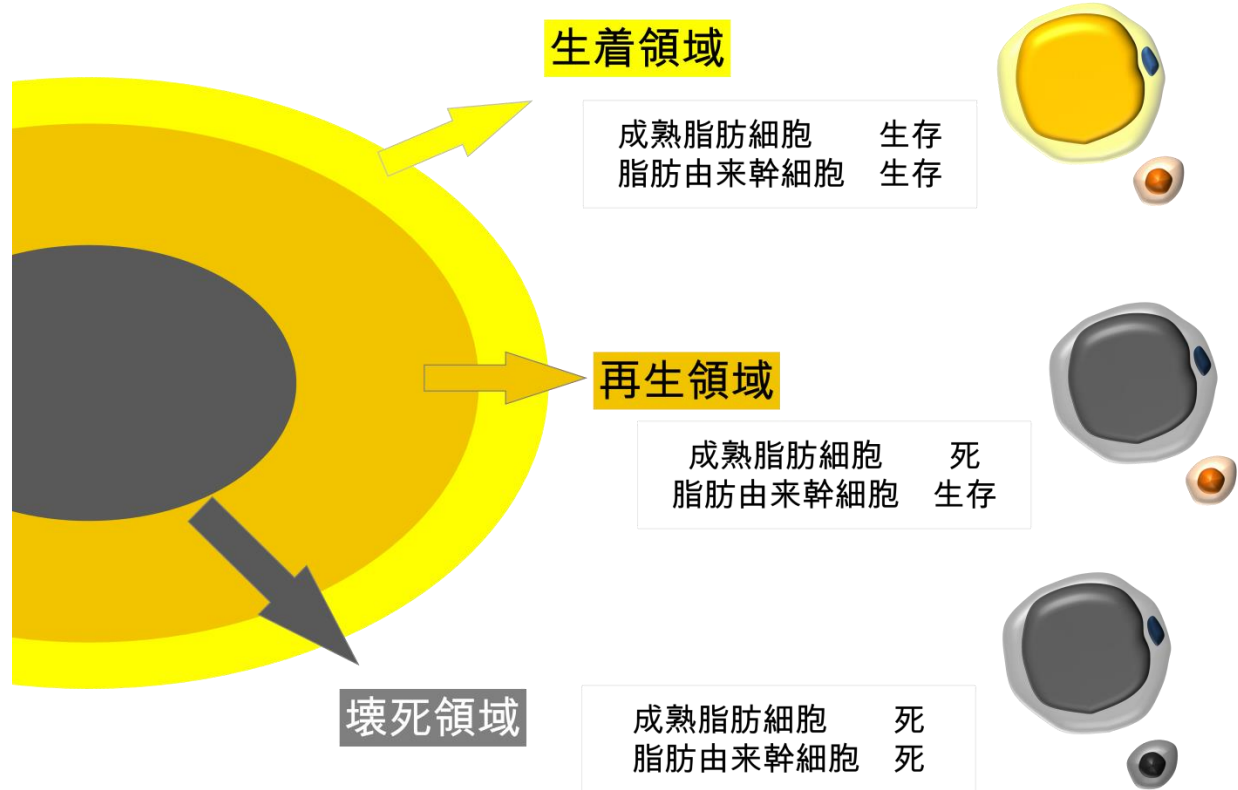 生着領域
成熟脂肪細胞 生存
脂肪由来幹細胞 生存
再生領域
成熟脂肪細胞 死
脂肪由来幹細胞 生存
壊死領域
成熟脂肪細胞 死
脂肪由来幹細胞 死